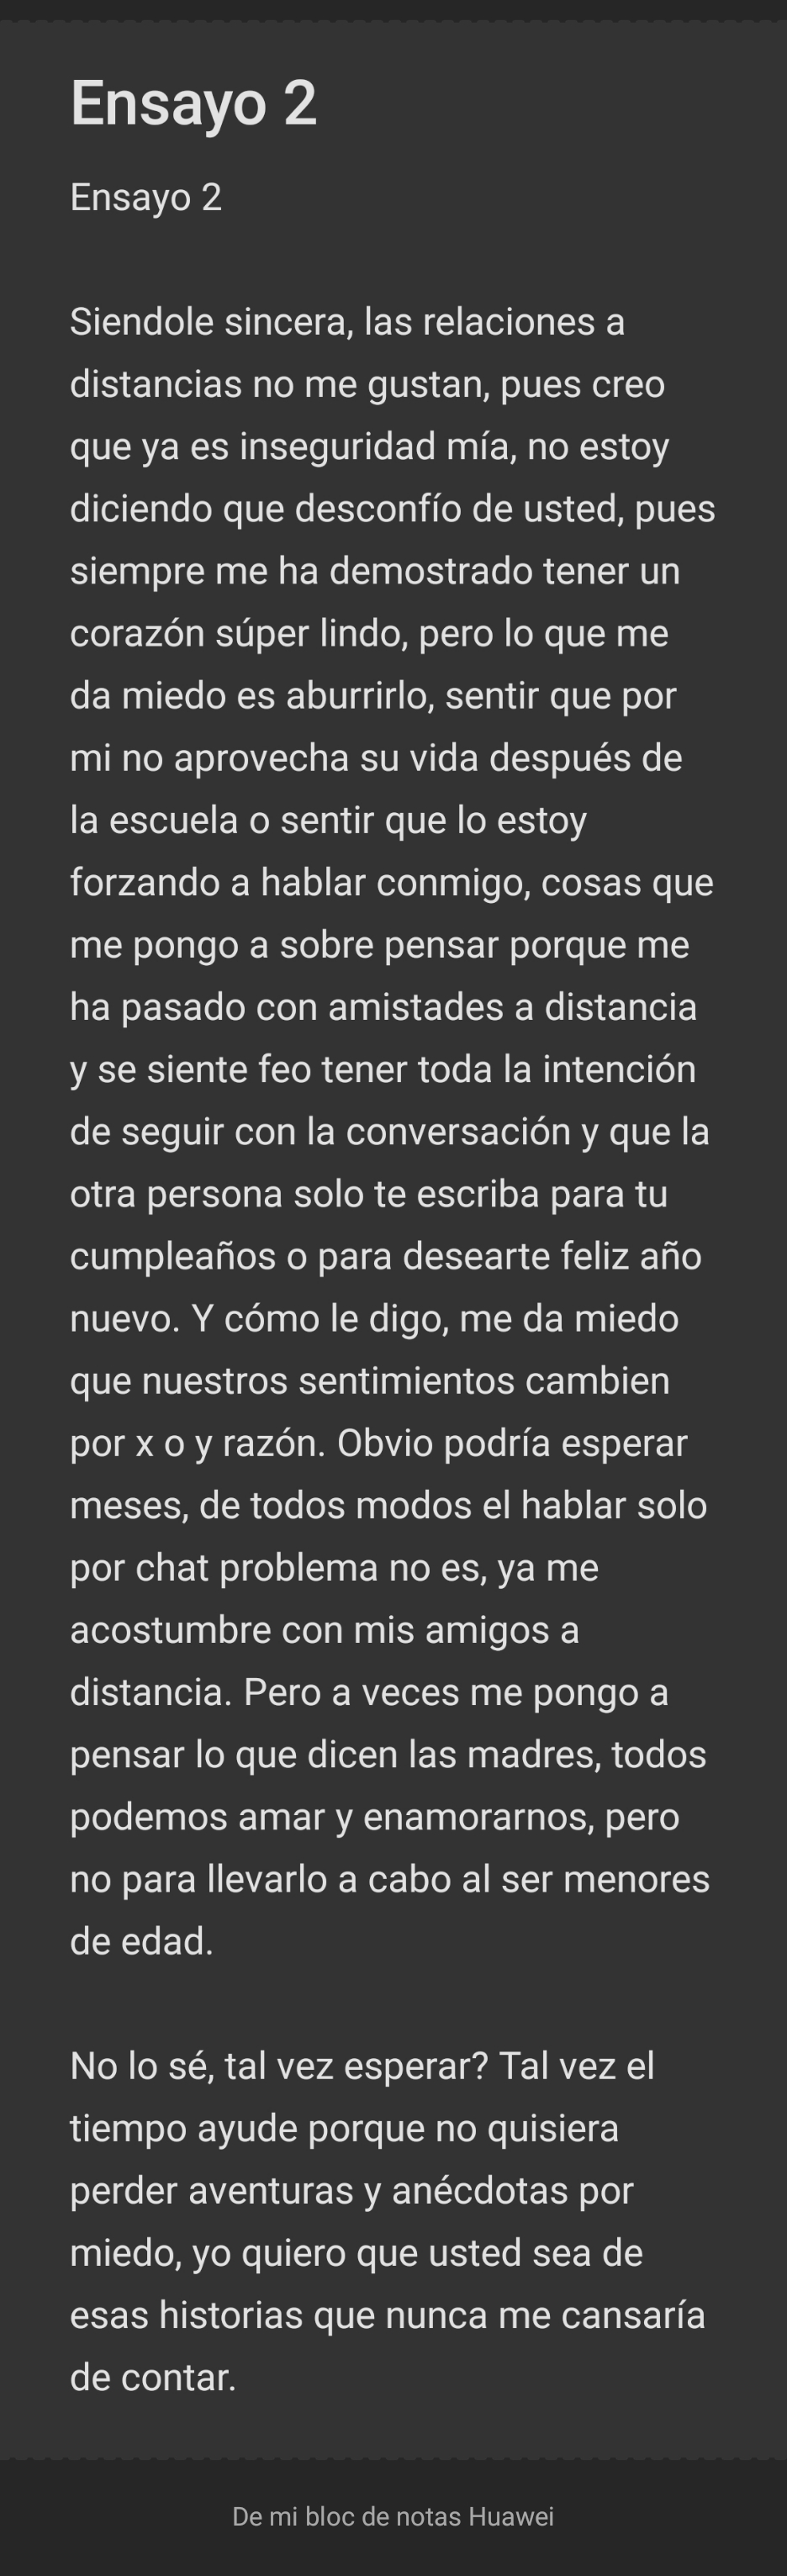 Ensayo 2
Ensayo 2
Siendole sincera, las relaciones a
distancias no me gustan, pues creo
que ya es inseguridad mía, no estoy
diciendo que desconfío de usted, pues
siempre me ha demostrado tener un
corazón súper lindo, pero lo que me
da miedo es aburrirlo, sentir que por
mi no aprovecha su vida después de
la escuela o sentir que lo estoy
forzando a hablar conmigo, cosas que
me pongo a sobre pensar porque me
ha pasado con amistades a distancia
y se siente feo tener toda la intención
de seguir con la conversación y que la
otra persona solo te escriba para tu
cumpleaños o para desearte feliz año
nuevo. Y cómo le digo, me da miedo
que nuestros sentimientos cambien
por x o y razón. Obvio podría esperar
meses, de todos modos el hablar solo
por chat problema no es, ya me
acostumbre con mis amigos a
distancia. Pero a veces me pongo a
pensar lo que dicen las madres, todos
podemos amar y enamorarnos, pero
no para llevarlo a cabo al ser menores
de edad.
No lo sé, tal vez esperar? Tal vez el
tiempo ayude porque no quisiera
perder aventuras y anécdotas por
miedo, yo quiero que usted sea de
esas historias que nunca me cansaría
de contar.
De mi bloc de notas Huawei